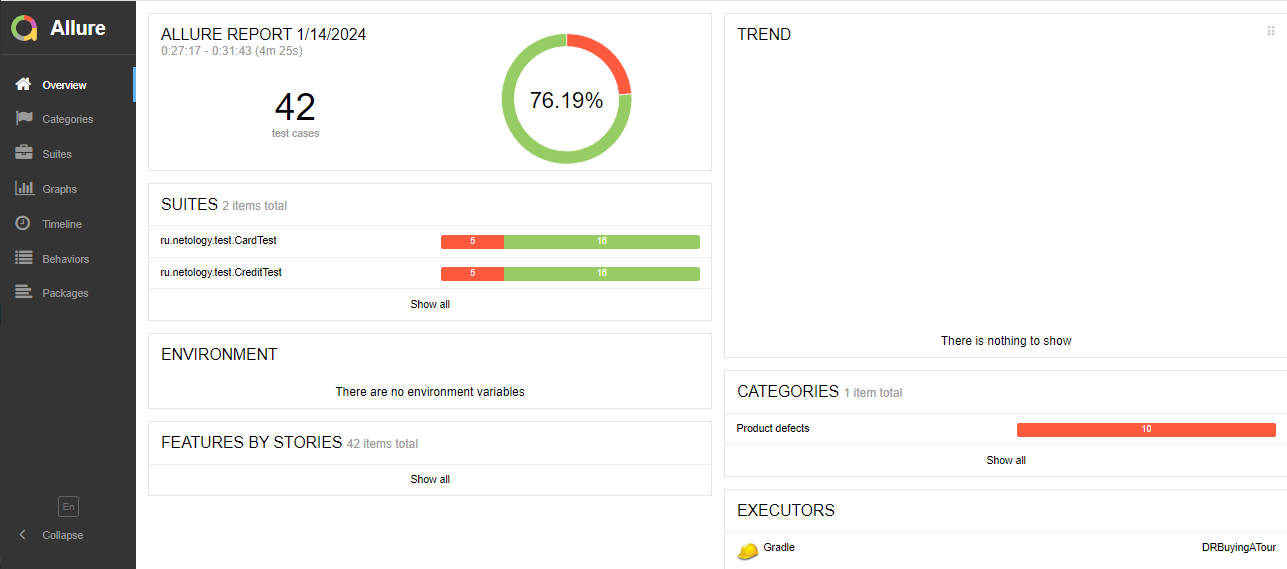 Allure
Overview
Categories
Suites
Graphs
Timeline
Behaviors
Packages
En
Collapse
ALLURE REPORT 1/14/2024
0:27:17 - 0:31:43 (4m 25s)
42
test cases
76.19%
SUITES 2 items total
ru.netology.test.CardTest 5 16
ru.netology.test.CreditTest 5 16
Show all
ENVIRONMENT
There are no environment variables
FEATURES BY STORIES 42 items total
Show all
TREND
There is nothing to show
CATEGORIES 1 item total
Product defects 10
Show all
EXECUTORS
Gradle DRBuyingATour